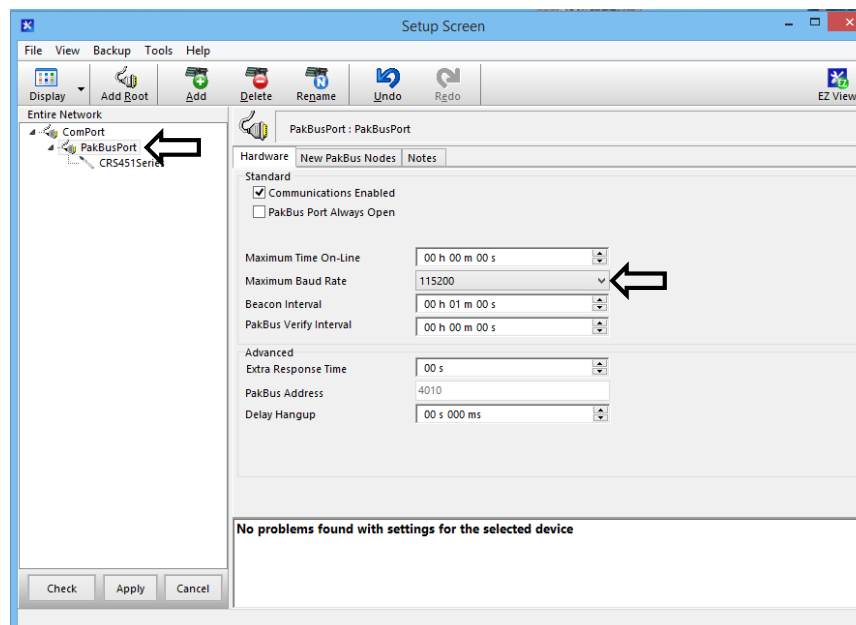 Setup Screen
File View Backup Tools Help
Display Add Root Add Delete Rename Undo Redo EZ View
Entire Network
ComPort
PakBusPort
CRS451Series
PakBusPort : PakBusPort
Hardware New PakBus Nodes Notes
Standard
Communications Enabled
PakBus Port Always Open
Maximum Time On-Line 00 h 00 m 00 s
Maximum Baud Rate 115200
Beacon Interval 00 h 01 m 00 s
PakBus Verify Interval 00 h 00 m 00 s
Advanced
Extra Response Time 00 s
PakBus Address 4010
Delay Hangup 00 s 000 ms
No problems found with settings for the selected device
Check Apply Cancel